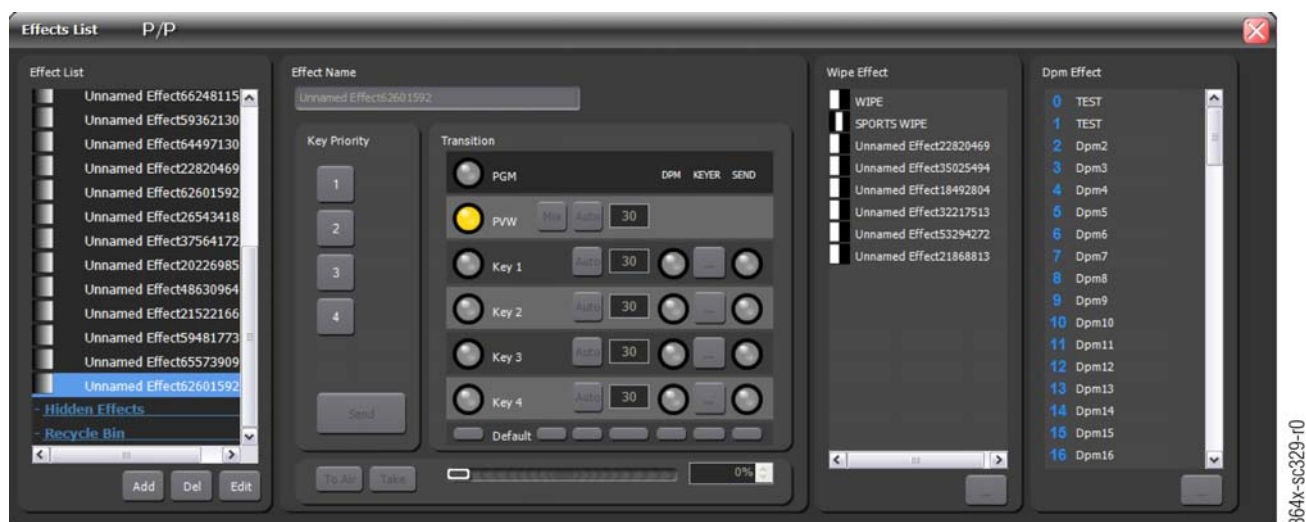 Effects List P/P
Effect List
Unnamed Effect66248115
Unnamed Effect59362130
Unnamed Effect64497130
Unnamed Effect22820469
Unnamed Effect62601592
Unnamed Effect26543418
Unnamed Effect37564172
Unnamed Effect20226985
Unnamed Effect48630964
Unnamed Effect21522166
Unnamed Effect59481773
Unnamed Effect65573909
Unnamed Effect62601592
- Hidden Effects
- Recycle Bin
Add Del Edit
Effect Name
Unnamed Effect62601592
Key Priority
1
2
3
4
Send
Transition
PGM DPM KEYER SEND
PVW Mix Auto 30
Key 1 Auto 30 ...
Key 2 Auto 30 ...
Key 3 Auto 30 ...
Key 4 Auto 30 ...
Default
To Air Take 0%
Wipe Effect
WIPE
SPORTS WIPE
Unnamed Effect22820469
Unnamed Effect35025494
Unnamed Effect18492804
Unnamed Effect32217513
Unnamed Effect53294272
Unnamed Effect21868813
...
Dpm Effect
0 TEST
1 TEST
2 Dpm2
3 Dpm3
4 Dpm4
5 Dpm5
6 Dpm6
7 Dpm7
8 Dpm8
9 Dpm9
10 Dpm10
11 Dpm11
12 Dpm12
13 Dpm13
14 Dpm14
15 Dpm15
16 Dpm16
...
364x-sc329-r0